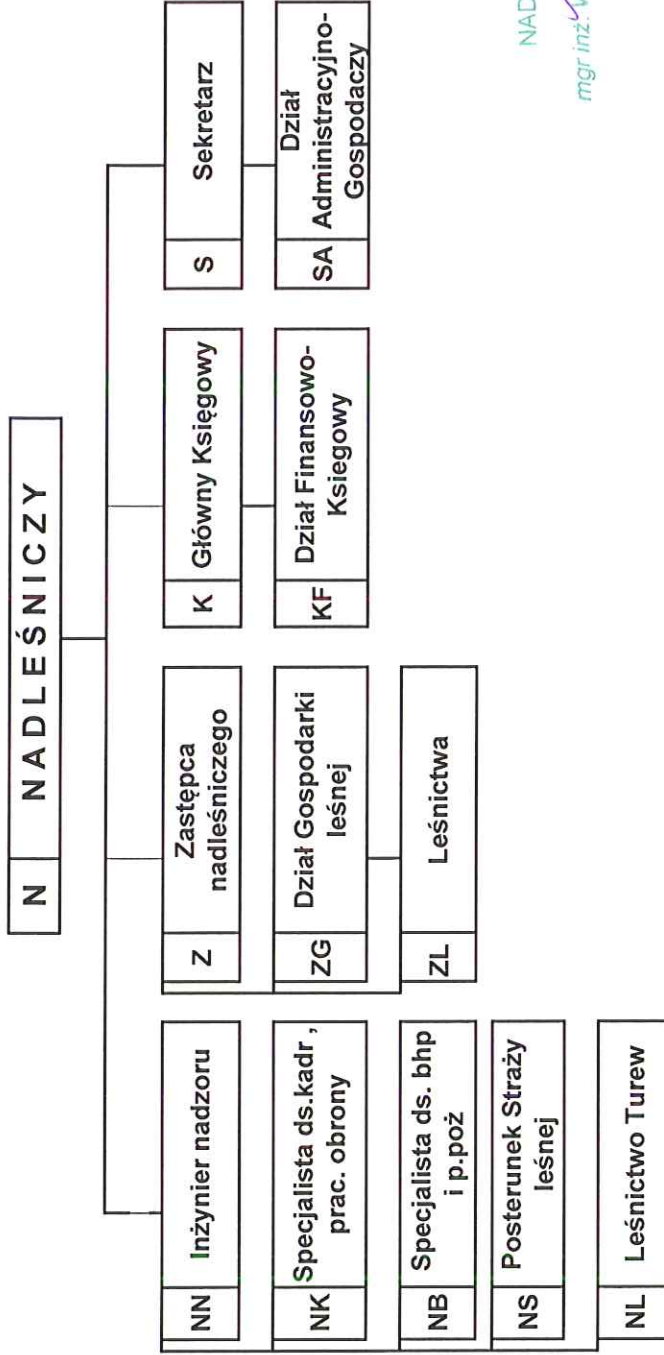 N NADLEŚNICZY
NN Inżynier nadzoru
NK Specjalista ds.kadr ,
prac. obrony
NB Specjalista ds. bhp
i p.poż
NS Posterunek Straży
leśnej
NL Leśnictwo Turew
Z Zastępca
nadleśniczego
ZG Dział Gospodarki
leśnej
ZL Leśnictwa
K Główny Księgowy
KF Dział Finansowo-
Ksiegowy
S Sekretarz
SA Dział
Administracyjno-
Gospodaczy
NAD
mgr inż.